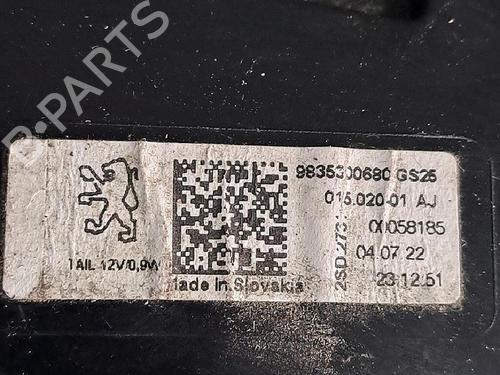 B-PARTS
9835300680 GS25
015.020-01 AJ
00058185
04.07.22
23:12:51
TAIL 12V/0,9W
Made in Slovakia